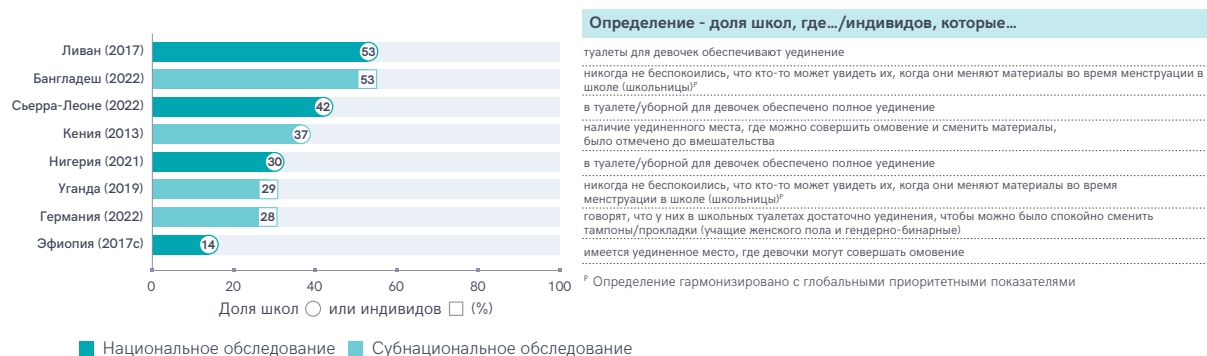 Определение - доля школ, где…/индивидов, которые…
Ливан (2017)
53
туалеты для девочек обеспечивают уединение
Бангладеш (2022)
53
никогда не беспокоились, что кто-то может увидеть их, когда они меняют материалы во время менструации в
школе (школьницы)ᴾ
Сьерра-Леоне (2022)
42
в туалете/уборной для девочек обеспечено полное уединение
Кения (2013)
37
наличие уединенного места, где можно совершить омовение и сменить материалы,
было отмечено до вмешательства
Нигерия (2021)
30
в туалете/уборной для девочек обеспечено полное уединение
Уганда (2019)
29
никогда не беспокоились, что кто-то может увидеть их, когда они меняют материалы во время
менструации в школе (школьницы)ᴾ
Германия (2022)
28
говорят, что у них в школьных туалетах достаточно уединения, чтобы можно было спокойно сменить
тампоны/прокладки (учащие женского пола и гендерно-бинарные)
Эфиопия (2017c)
14
имеется уединенное место, где девочки могут совершать омовение
0 20 40 60 80 100
ᴾ Определение гармонизировано с глобальными приоритетными показателями
Доля школ или индивидов (%)
Национальное обследование Субнациональное обследование